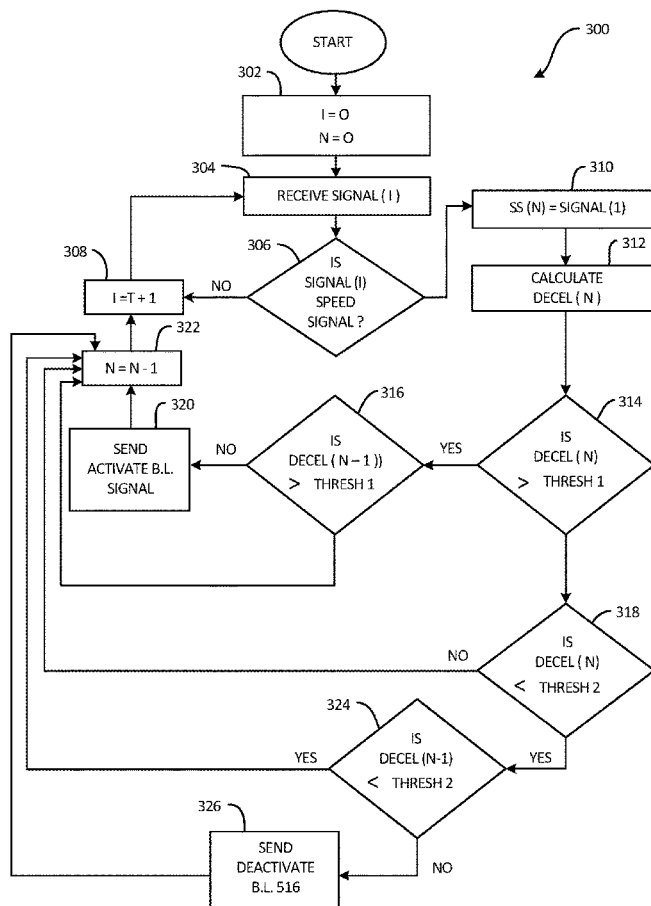 START
300
302
I = O
N = O
304
RECEIVE SIGNAL ( I )
306
IS
SIGNAL (I)
SPEED
SIGNAL ?
NO
308
I =T + 1
310
SS (N) = SIGNAL (1)
312
CALCULATE
DECEL ( N )
322
N = N - 1
314
IS
DECEL ( N)
> THRESH 1
YES
316
IS
DECEL ( N – 1 ))
> THRESH 1
NO
320
SEND
ACTIVATE B.L.
SIGNAL
318
IS
DECEL ( N)
< THRESH 2
NO
YES
324
IS
DECEL (N-1)
< THRESH 2
YES
NO
326
SEND
DEACTIVATE
B.L. 516